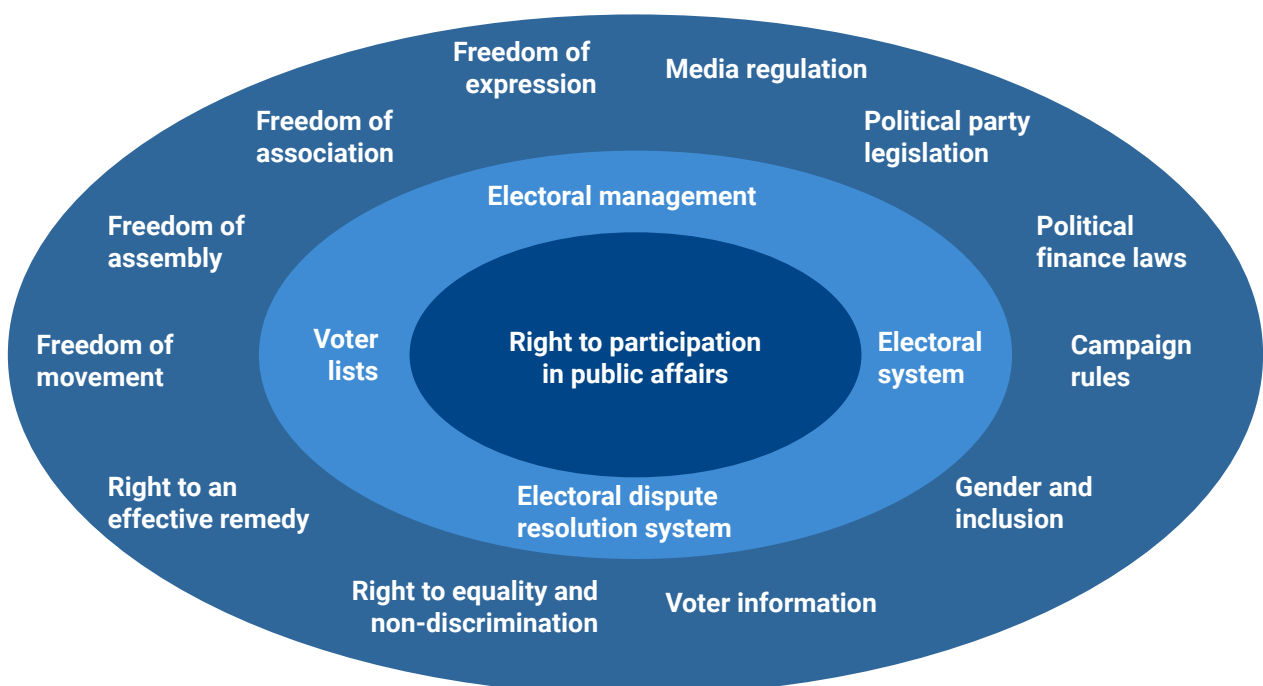 Freedom of
expression
Media regulation
Freedom of
association
Political party
legislation
Electoral management
Freedom of
assembly
Political
finance laws
Freedom of
movement
Voter
lists
Right to participation
in public affairs
Electoral
system
Campaign
rules
Right to an
effective remedy
Electoral dispute
resolution system
Gender and
inclusion
Right to equality and
non-discrimination
Voter information